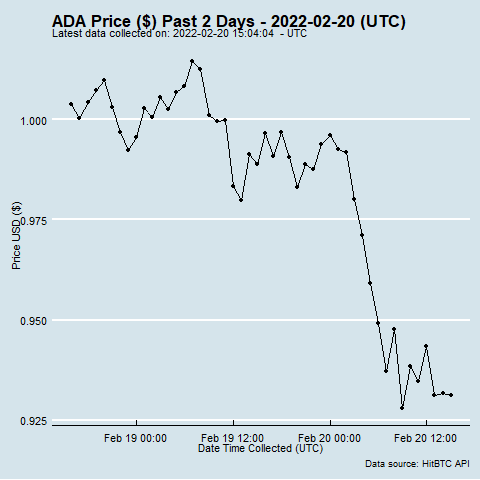 ADA Price ($) Past 2 Days - 2022-02-20 (UTC)
Latest data collected on: 2022-02-20 15:04:04 - UTC
1.000
0.975
0.950
0.925
Price USD ($)
Feb 19 00:00 Feb 19 12:00 Feb 20 00:00 Feb 20 12:00
Date Time Collected (UTC)
Data source: HitBTC API